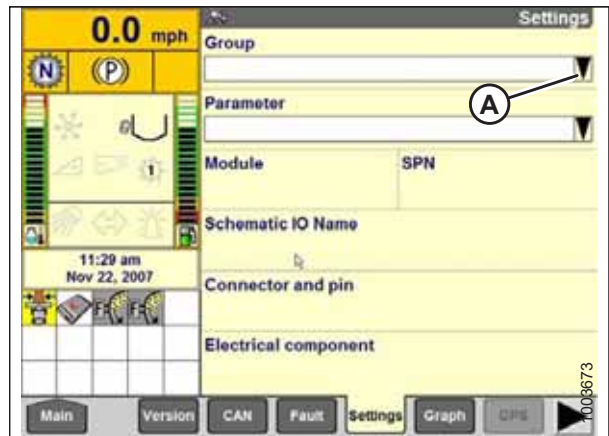 0.0 mph
Settings
Group
N
(P)
A
Parameter
Module
SPN
1
Schematic IO Name
11:29 am
Nov 22, 2007
Connector and pin
F
F
Electrical component
Main
Version
CAN
Fault
Settings
Graph
GPS
1003673